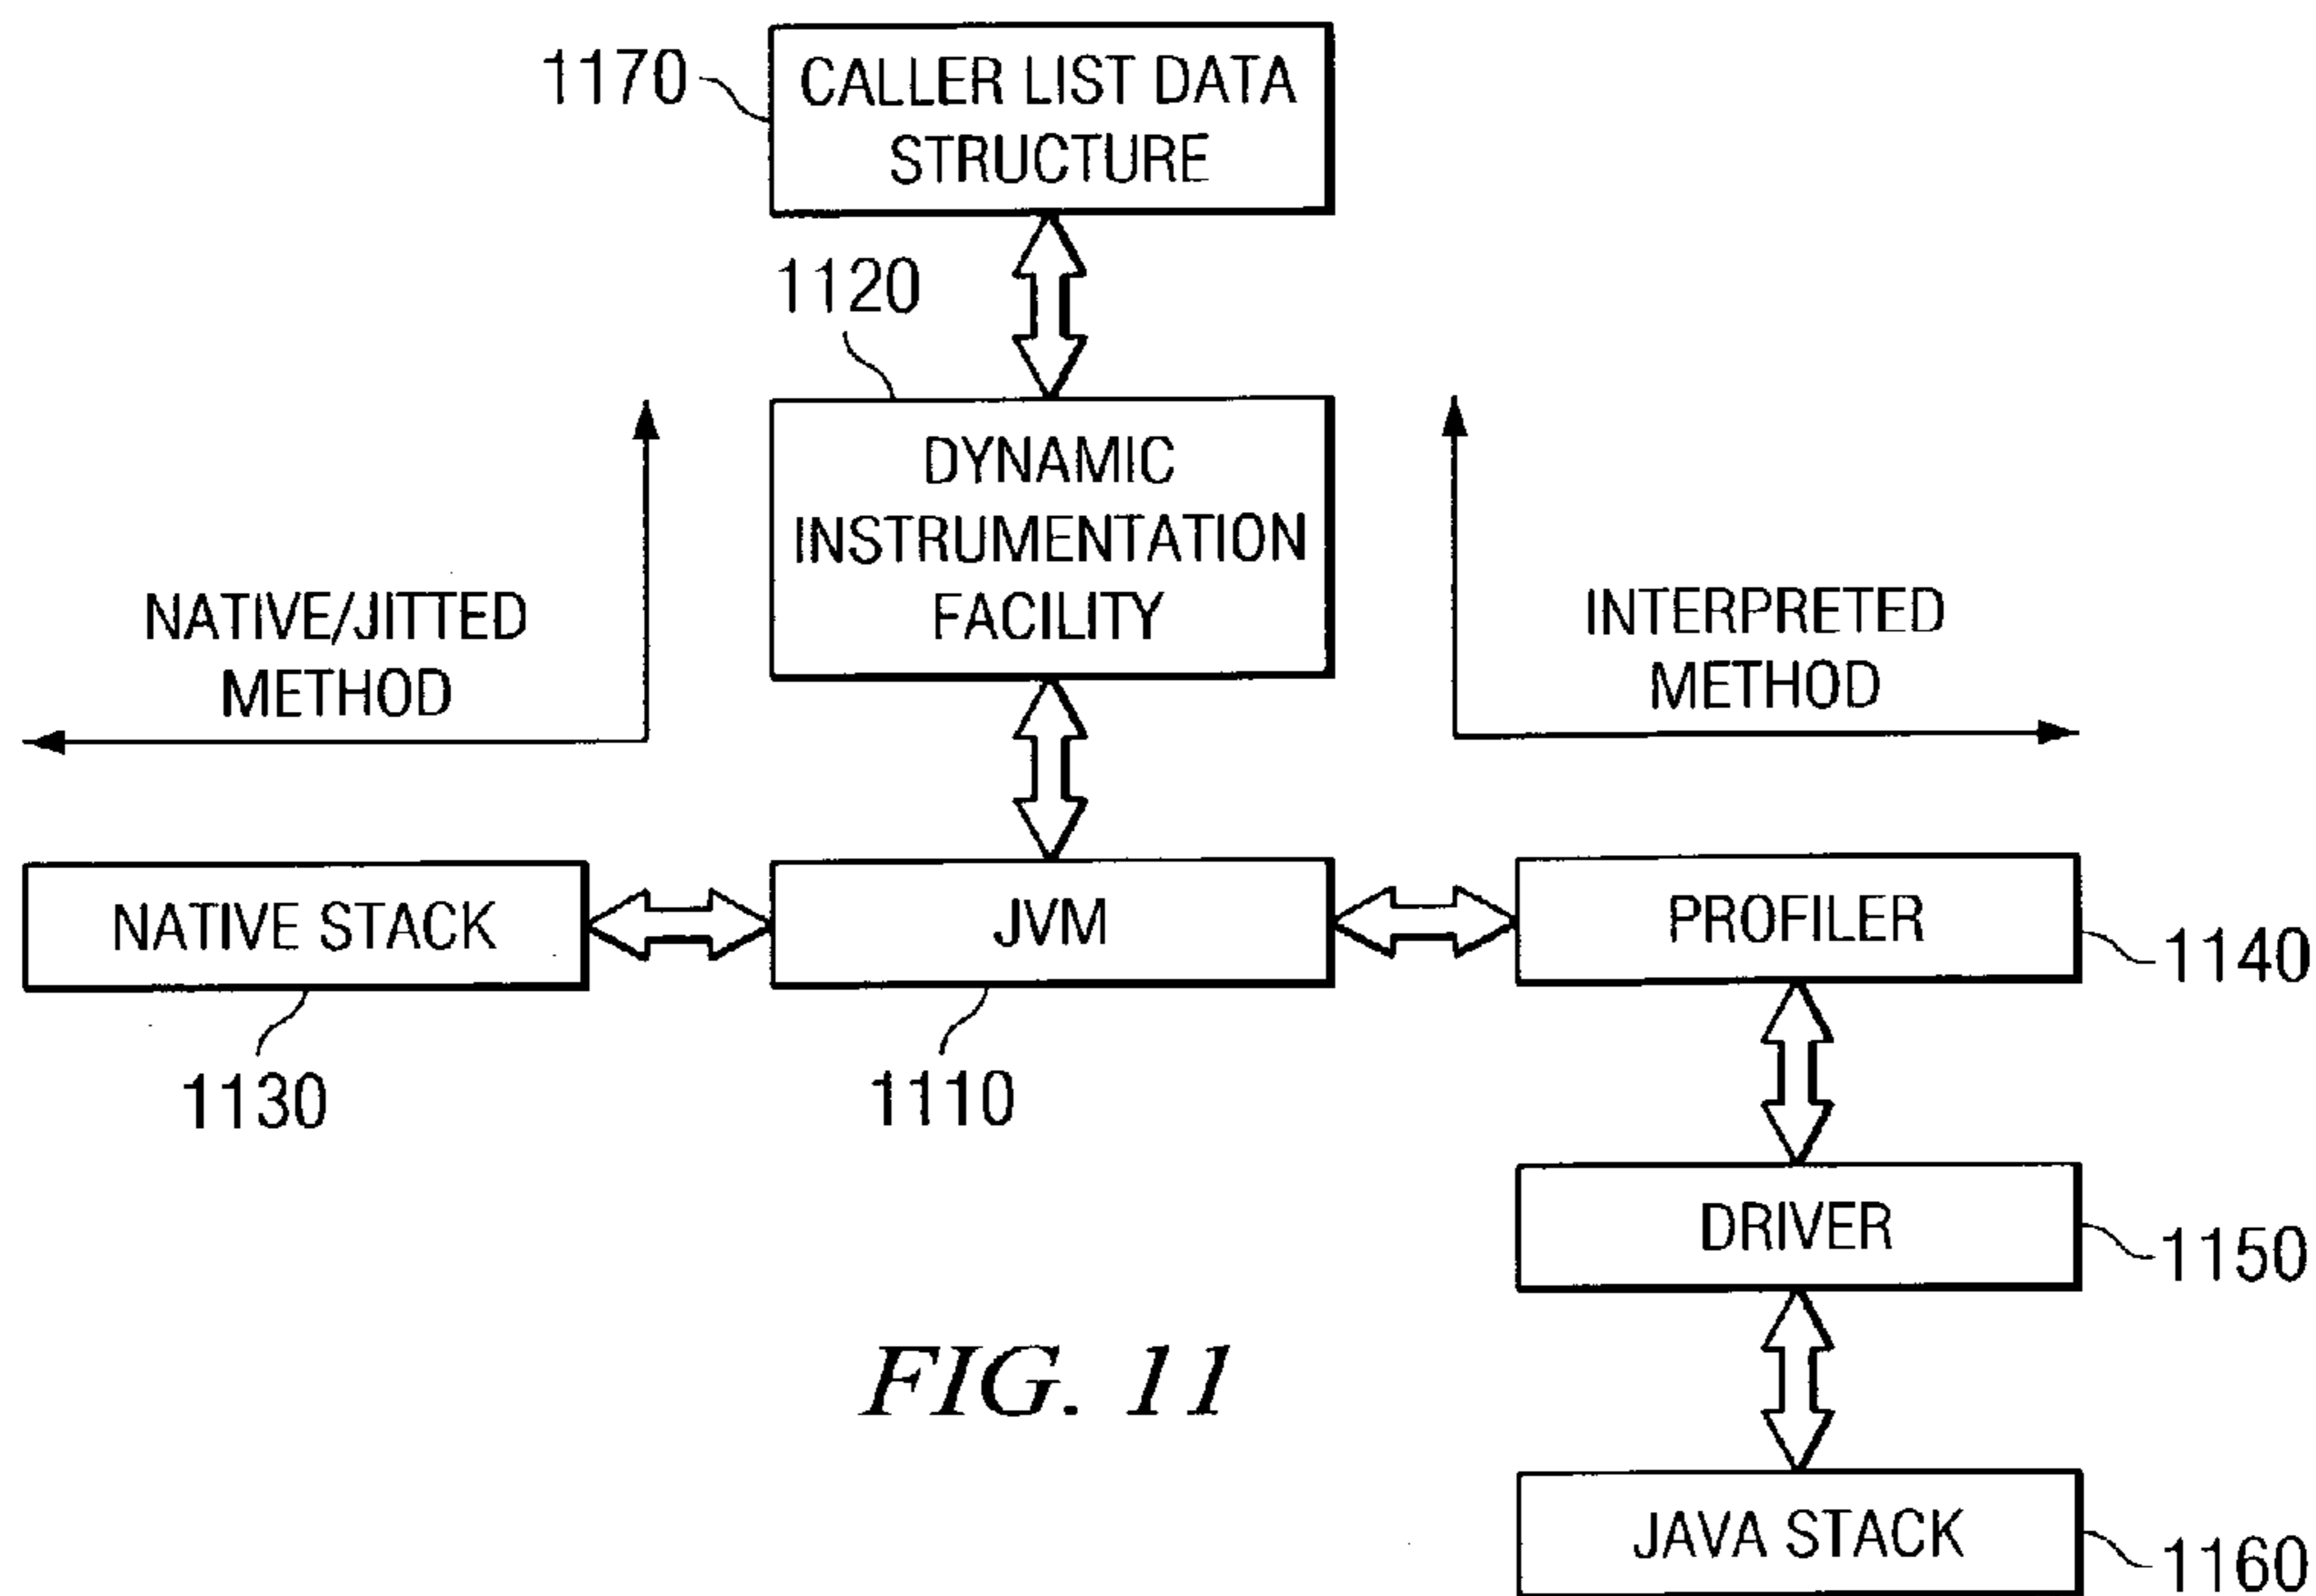 1170
CALLER LIST DATA
STRUCTURE
1120
DYNAMIC
INSTRUMENTATION
FACILITY
NATIVE/JITTED
METHOD
INTERPRETED
METHOD
NATIVE STACK
JVM
PROFILER
1140
1130
1110
DRIVER
1150
FIG. 11
JAVA STACK
1160